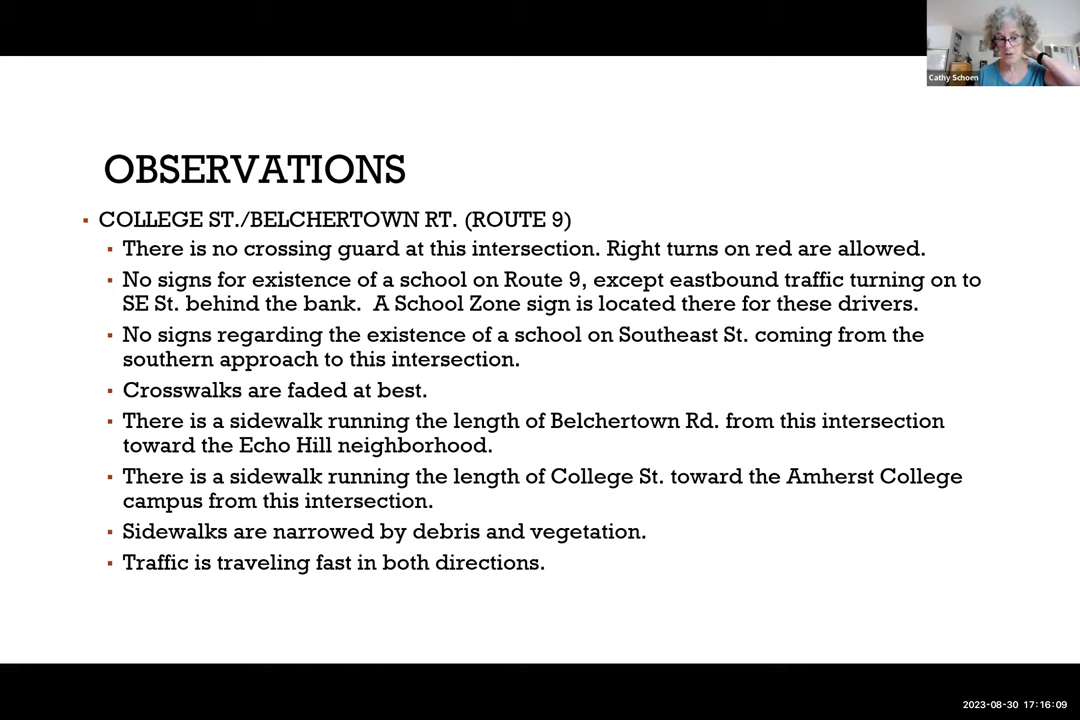 Cathy Schoen
OBSERVATIONS
▪ COLLEGE ST./BELCHERTOWN RT. (ROUTE 9)
▪ There is no crossing guard at this intersection. Right turns on red are allowed.
▪ No signs for existence of a school on Route 9, except eastbound traffic turning on to
SE St. behind the bank.  A School Zone sign is located there for these drivers.
▪ No signs regarding the existence of a school on Southeast St. coming from the
southern approach to this intersection.
▪ Crosswalks are faded at best.
▪ There is a sidewalk running the length of Belchertown Rd. from this intersection
toward the Echo Hill neighborhood.
▪ There is a sidewalk running the length of College St. toward the Amherst College
campus from this intersection.
▪ Sidewalks are narrowed by debris and vegetation.
▪ Traffic is traveling fast in both directions.
2023-08-30 17:16:09